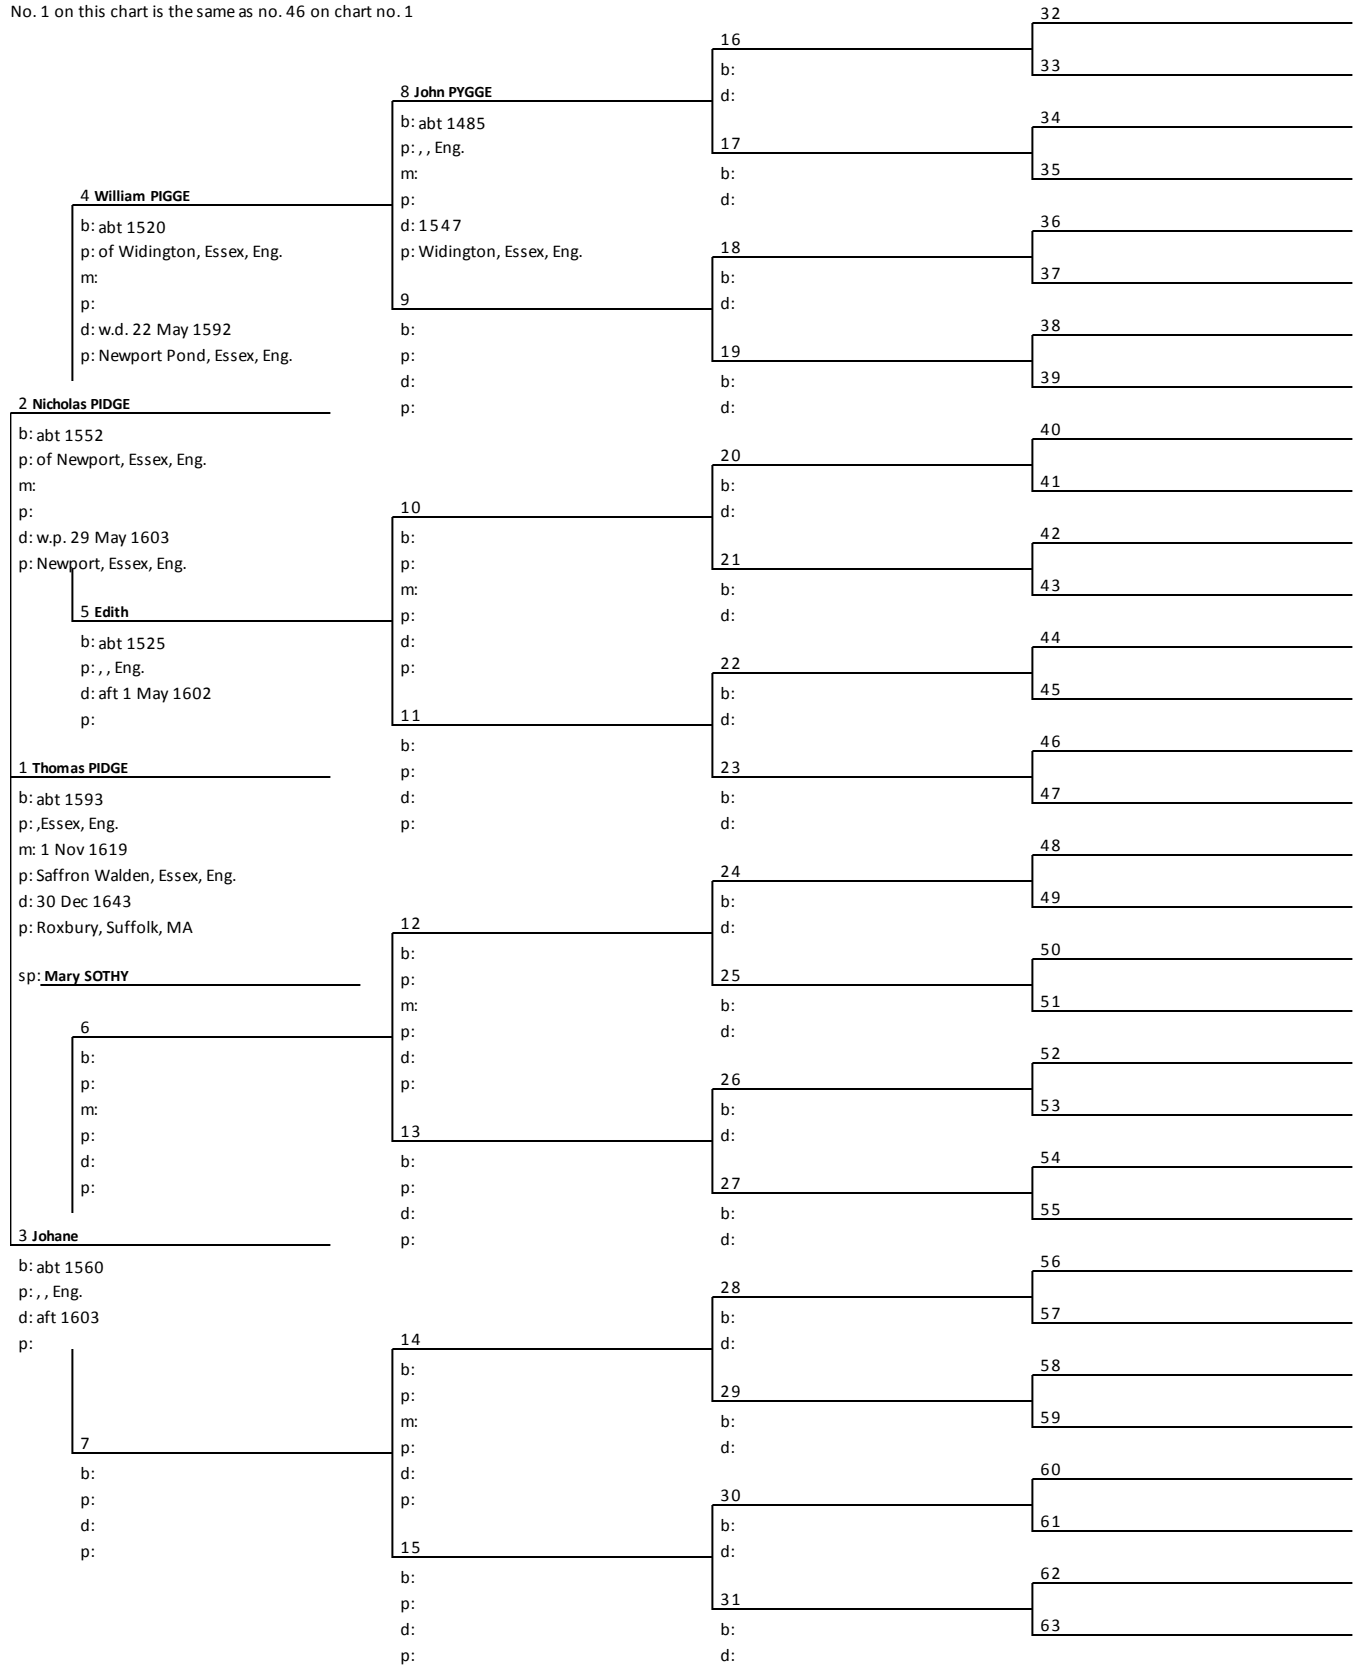 No. 1 on this chart is the same as no. 46 on chart no. 1
4 William PIGGE
b: abt 1520
p: of Widington, Essex, Eng.
m:
p:
d: w.d. 22 May 1592
p: Newport Pond, Essex, Eng.
2 Nicholas PIDGE
b: abt 1552
p: of Newport, Essex, Eng.
m:
p:
d: w.p. 29 May 1603
p: Newport, Essex, Eng.
5 Edith
b: abt 1525
p: , , Eng.
d: aft 1 May 1602
p:
1 Thomas PIDGE
b: abt 1593
p: ,Essex, Eng.
m: 1 Nov 1619
p: Saffron Walden, Essex, Eng.
d: 30 Dec 1643
p: Roxbury, Suffolk, MA
sp: Mary SOTHY
6
b:
p:
m:
p:
d:
p:
3 Johane
b: abt 1560
p: , , Eng.
d: aft 1603
p:
7
b:
p:
d:
p:
8 John PYGGE
b: abt 1485
p: , , Eng.
m:
p:
d: 1547
p: Widington, Essex, Eng.
9
b:
p:
d:
p:
10
b:
p:
m:
p:
d:
p:
11
b:
p:
d:
p:
12
b:
p:
m:
p:
d:
p:
13
b:
p:
d:
p:
14
b:
p:
m:
p:
d:
p:
15
b:
p:
d:
p:
16
b:
d:
17
b:
d:
18
b:
d:
19
b:
d:
20
b:
d:
21
b:
d:
22
b:
d:
23
b:
d:
24
b:
d:
25
b:
d:
26
b:
d:
27
b:
d:
28
b:
d:
29
b:
d:
30
b:
d:
31
b:
d:
32
33
34
35
36
37
38
39
40
41
42
43
44
45
46
47
48
49
50
51
52
53
54
55
56
57
58
59
60
61
62
63